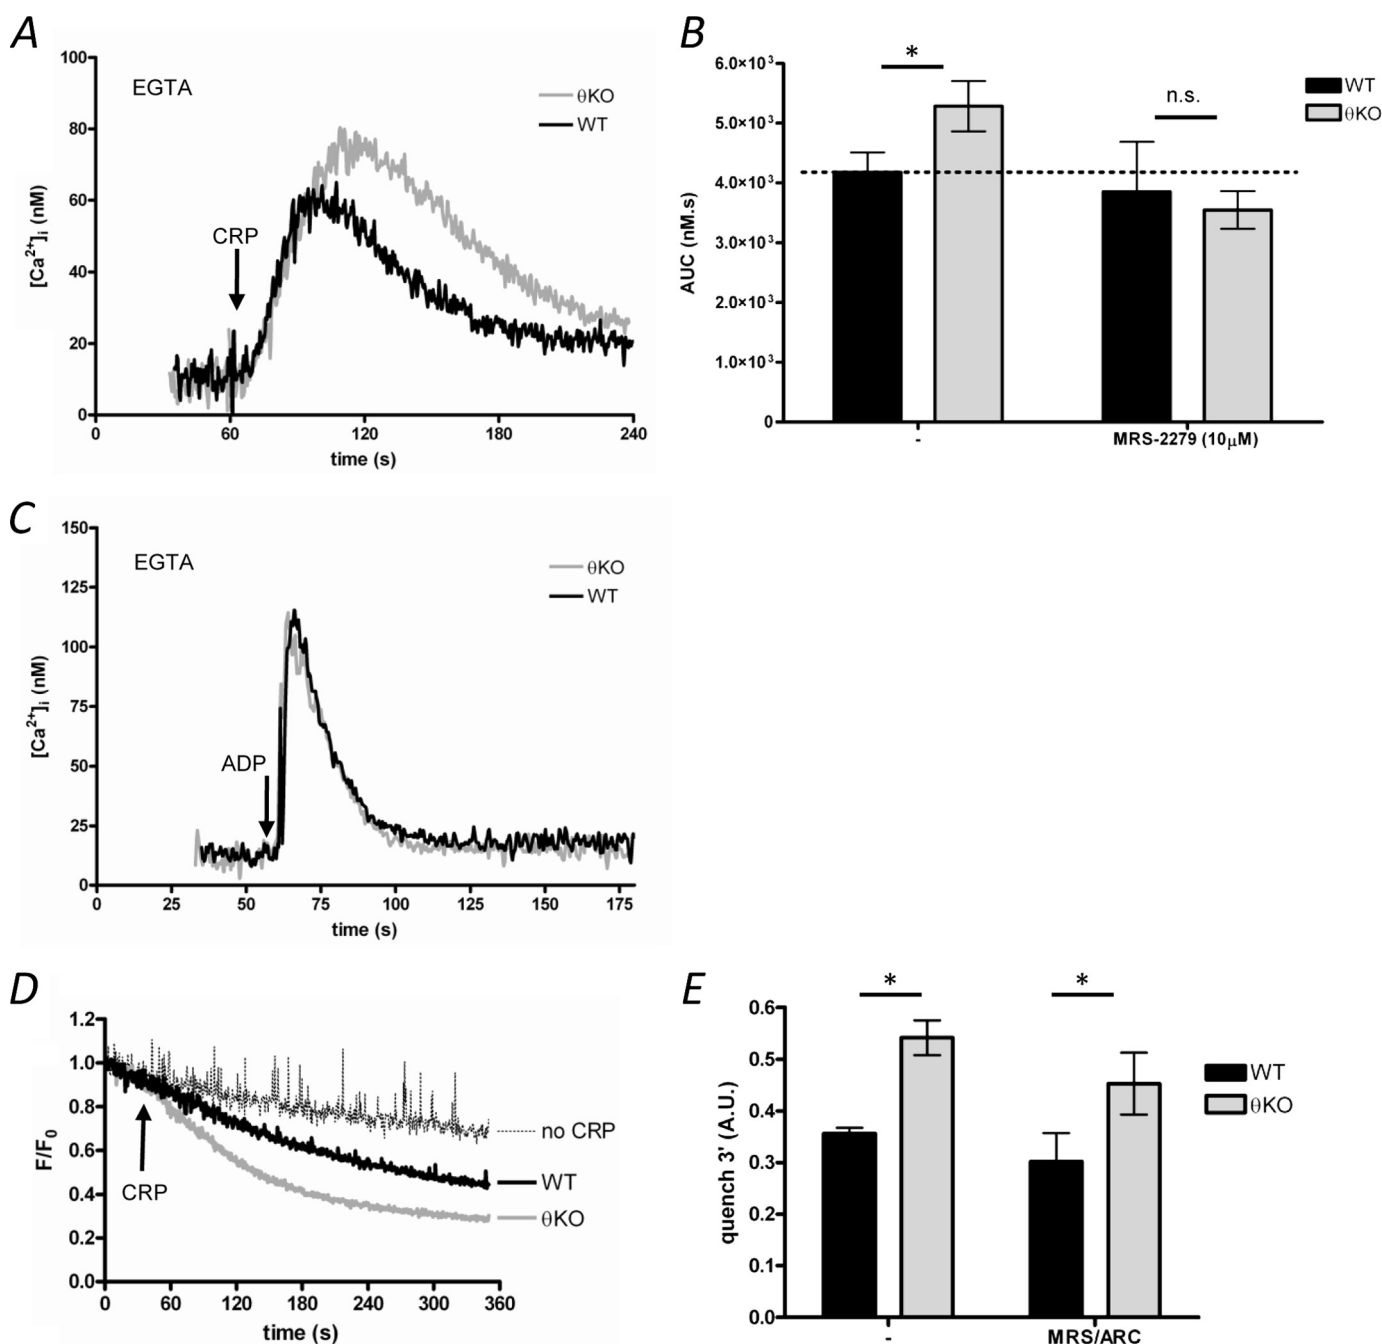 A
EGTA
θKO
WT
CRP
[Ca²⁺]ᵢ (nM)
100
80
60
40
20
0
0 60 120 180 240
time (s)
B
*
n.s.
WT
θKO
AUC (nM.s)
6.0×10³
5.0×10³
4.0×10³
3.0×10³
2.0×10³
1.0×10³
0
- MRS-2279 (10μM)
C
EGTA
θKO
WT
ADP
[Ca²⁺]ᵢ (nM)
150
125
100
75
50
25
0
0 25 50 75 100 125 150 175
time (s)
D
F/F₀
1.2
1.0
0.8
0.6
0.4
0.2
0.0
CRP
no CRP
WT
θKO
0 60 120 180 240 300 360
time (s)
E
* *
WT
θKO
quench 3' (A.U.)
0.6
0.5
0.4
0.3
0.2
0.1
0.0
- MRS/ARC